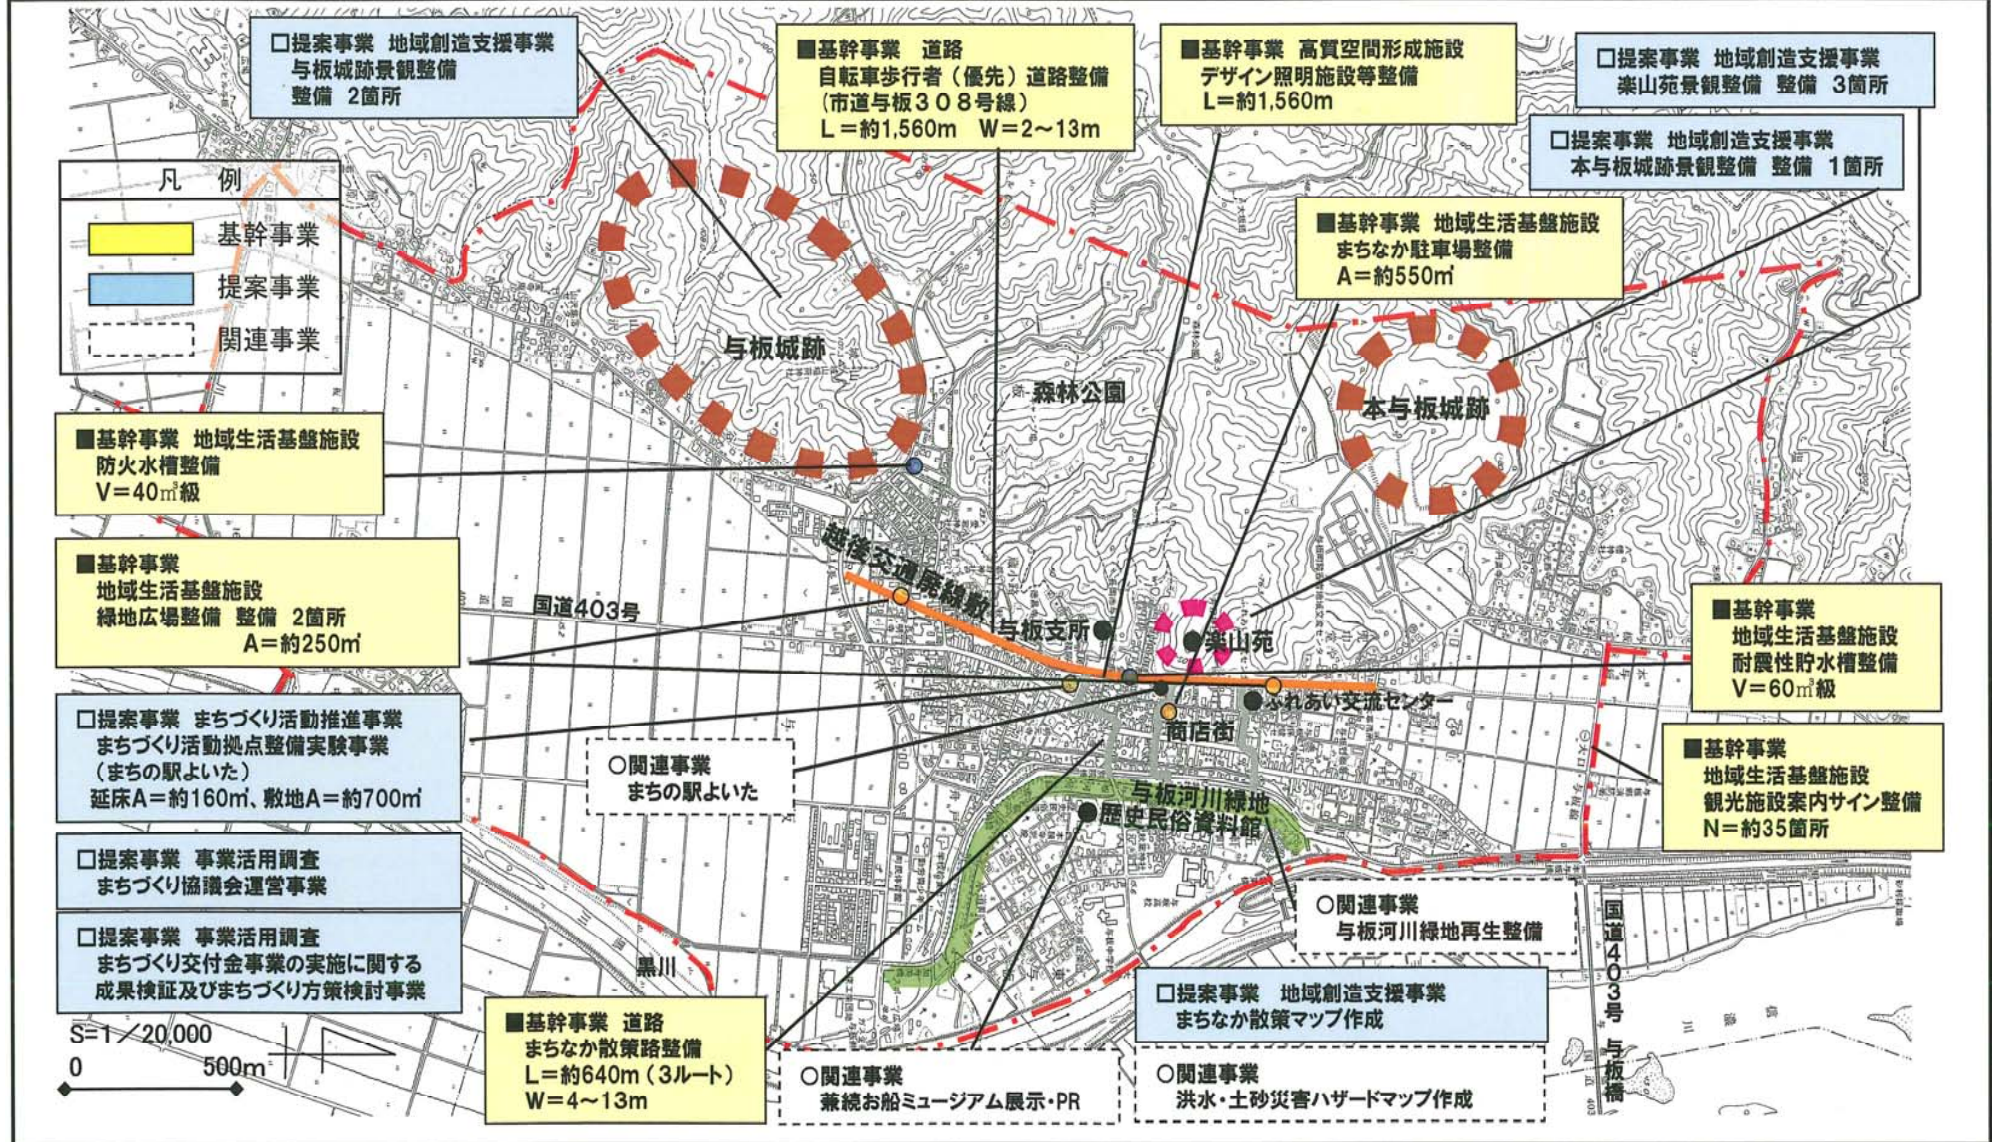 □提案事業 地域創造支援事業
与板城跡景観整備
整備 2箇所
■基幹事業 道路
自転車歩行者（優先）道路整備
（市道与板３０８号線）
L＝約1,560m W＝2～13m
■基幹事業 高質空間形成施設
デザイン照明施設等整備
L＝約1,560m
□提案事業 地域創造支援事業
楽山苑景観整備 整備 3箇所
□提案事業 地域創造支援事業
本与板城跡景観整備 整備 1箇所
■基幹事業 地域生活基盤施設
まちなか駐車場整備
A＝約550㎡
凡 例
基幹事業
提案事業
関連事業
与板城跡
森林公園
本与板城跡
■基幹事業 地域生活基盤施設
防火水槽整備
V＝40㎥級
■基幹事業
地域生活基盤施設
緑地広場整備 整備 2箇所
A＝約250㎡
越後交通廃線敷
国道403号
与板支所
楽山苑
ふれあい交流センター
商店街
与板河川緑地
歴史民俗資料館
■基幹事業
地域生活基盤施設
耐震性貯水槽整備
V＝60㎥級
■基幹事業
地域生活基盤施設
観光施設案内サイン整備
N＝約35箇所
□提案事業 まちづくり活動推進事業
まちづくり活動拠点整備実験事業
（まちの駅よいた）
延床A＝約160㎡、敷地A＝約700㎡
○関連事業
まちの駅よいた
□提案事業 事業活用調査
まちづくり協議会運営事業
□提案事業 事業活用調査
まちづくり交付金事業の実施に関する
成果検証及びまちづくり方策検討事業
黒川
○関連事業
与板河川緑地再生整備
国道403号 与板橋
信濃川
□提案事業 地域創造支援事業
まちなか散策マップ作成
■基幹事業 道路
まちなか散策路整備
L＝約640m（3ルート）
W＝4～13m
○関連事業
兼続お船ミュージアム展示・PR
○関連事業
洪水・土砂災害ハザードマップ作成
S=1／20,000
0 500m